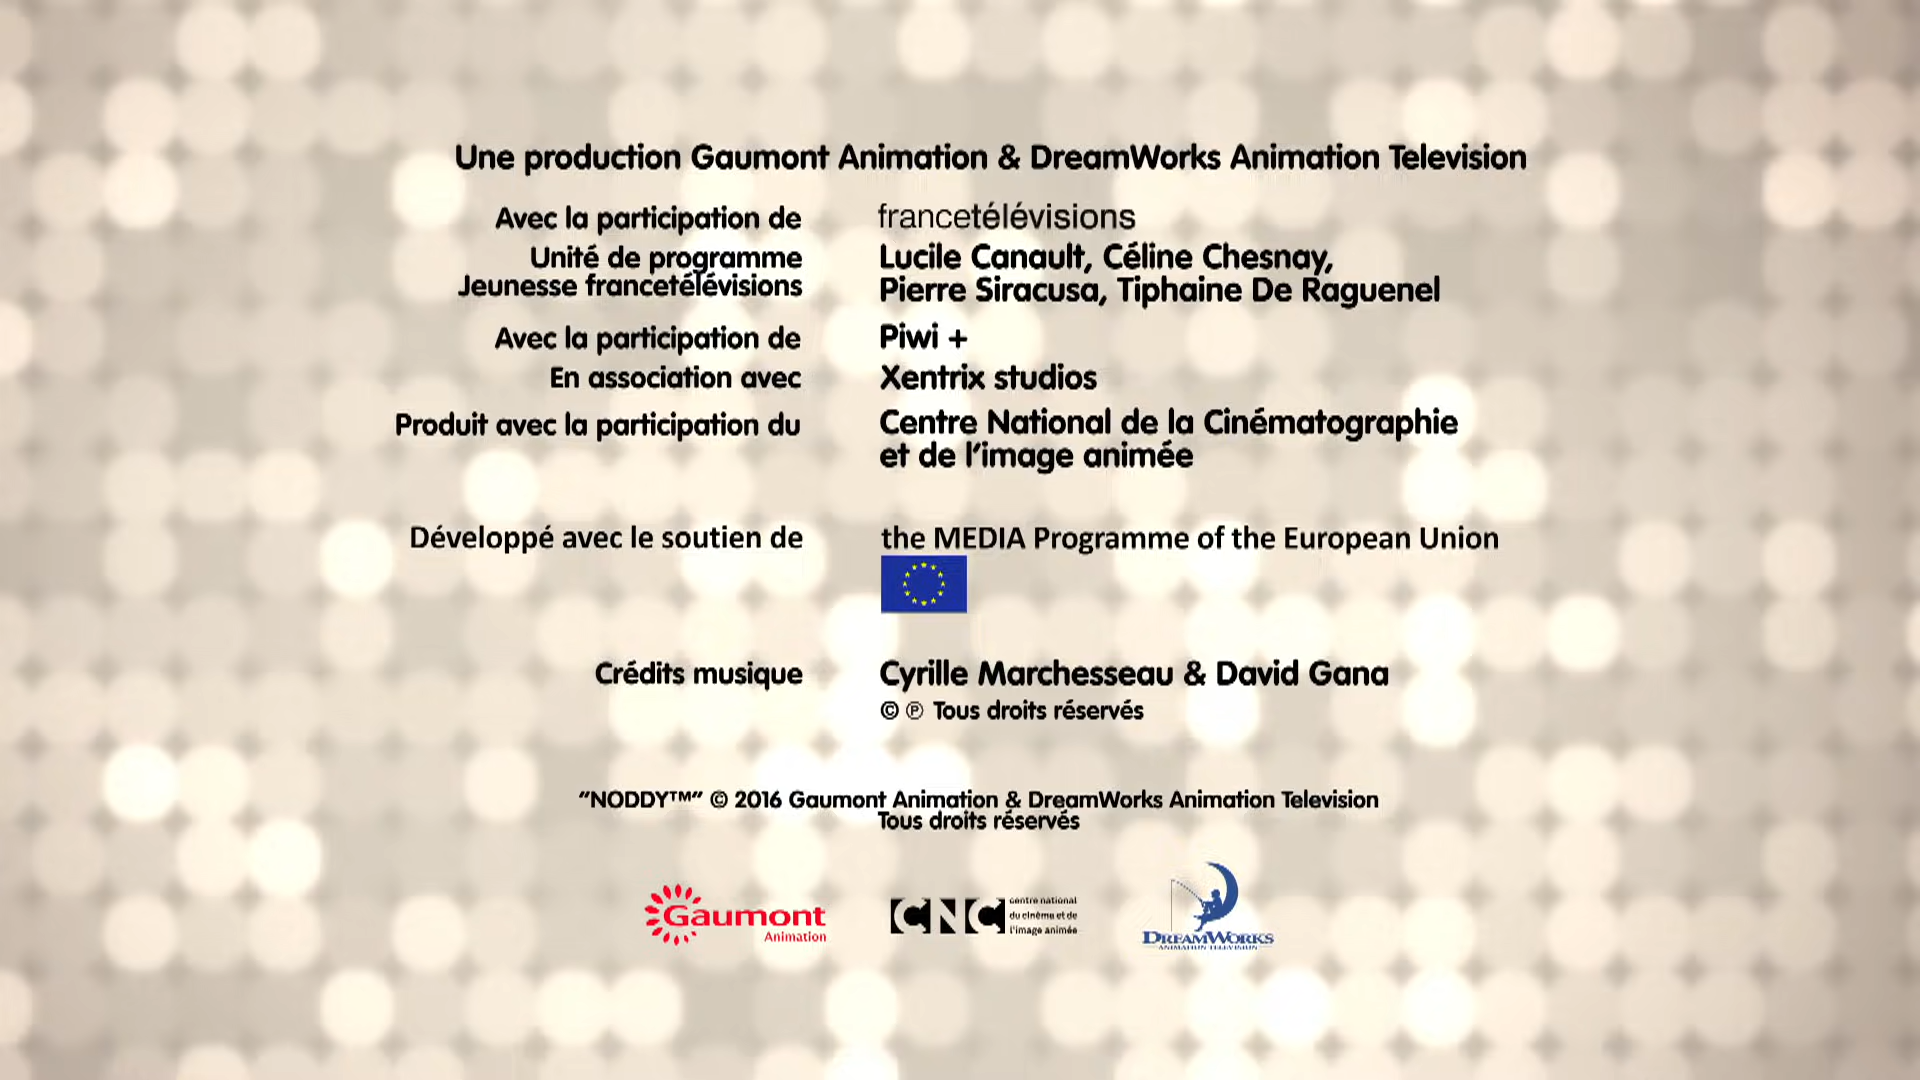 Une production Gaumont Animation & DreamWorks Animation Television
Avec la participation de francetélévisions
Unité de programme
Jeunesse francetélévisions
Lucile Canault, Céline Chesnay,
Pierre Siracusa, Tiphaine De Raguenel
Avec la participation de Piwi +
En association avec Xentrix studios
Produit avec la participation du Centre National de la Cinématographie
et de l'image animée
Développé avec le soutien de the MEDIA Programme of the European Union
Crédits musique Cyrille Marchesseau & David Gana
© ℗ Tous droits réservés
"NODDY™" © 2016 Gaumont Animation & DreamWorks Animation Television
Tous droits réservés
Gaumont
Animation
CNC
centre national
du cinéma et de
l'image animée
DREAMWORKS
ANIMATION TELEVISION